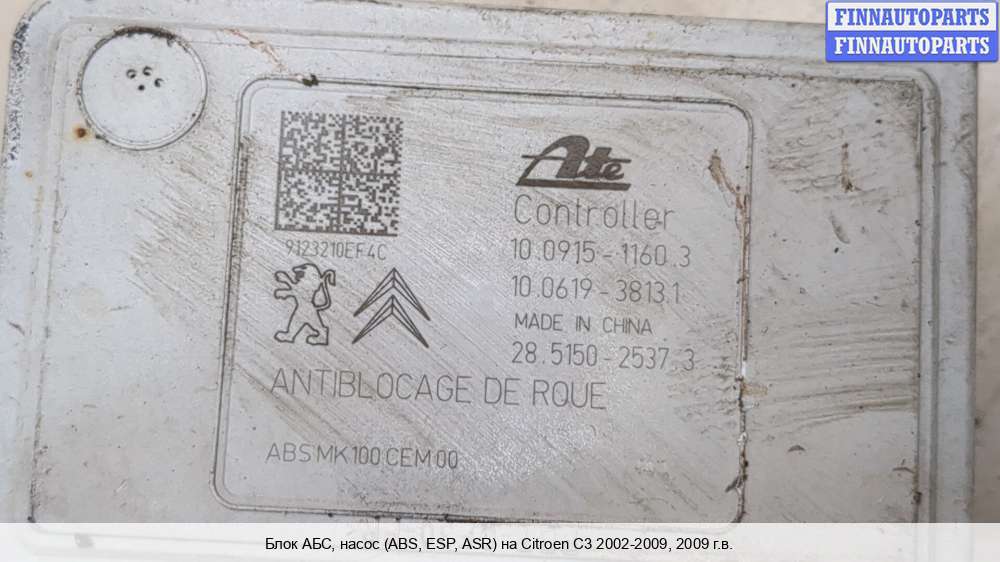 FINNAUTOPARTS
FINNAUTOPARTS
Ate
Controller
10.0915-1160.3
10.0619-3813.1
MADE IN CHINA
28.5150-2537.3
9123210EF4C
ANTIBLOCAGE DE ROUE
ABS MK100 CEM 00
Блок АБС, насос (ABS, ESP, ASR) на Citroen C3 2002-2009, 2009 г.в.